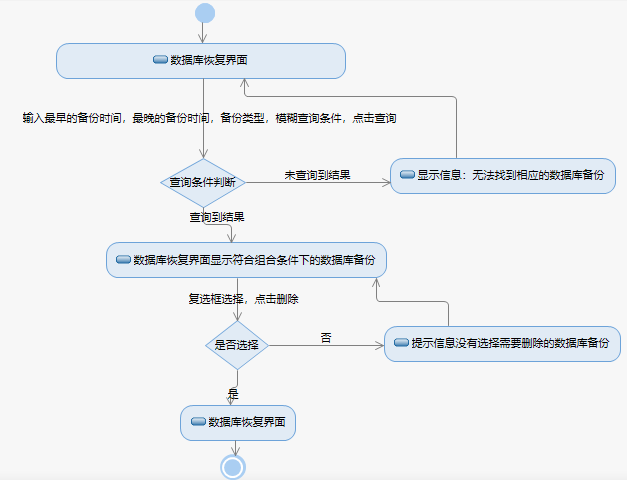 数据库恢复界面
输入最早的备份时间，最晚的备份时间，备份类型，模糊查询条件，点击查询
查询条件判断
未查询到结果
显示信息：无法找到相应的数据库备份
查询到结果
数据库恢复界面显示符合组合条件下的数据库备份
复选框选择，点击删除
是否选择
否
提示信息没有选择需要删除的数据库备份
是
数据库恢复界面